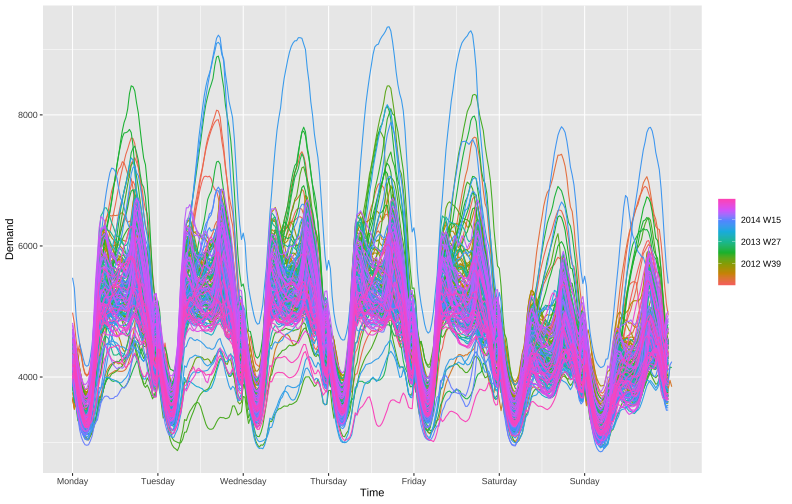 Demand
8000
6000
4000
Monday Tuesday Wednesday Thursday Friday Saturday Sunday
Time
2014 W15
2013 W27
2012 W39